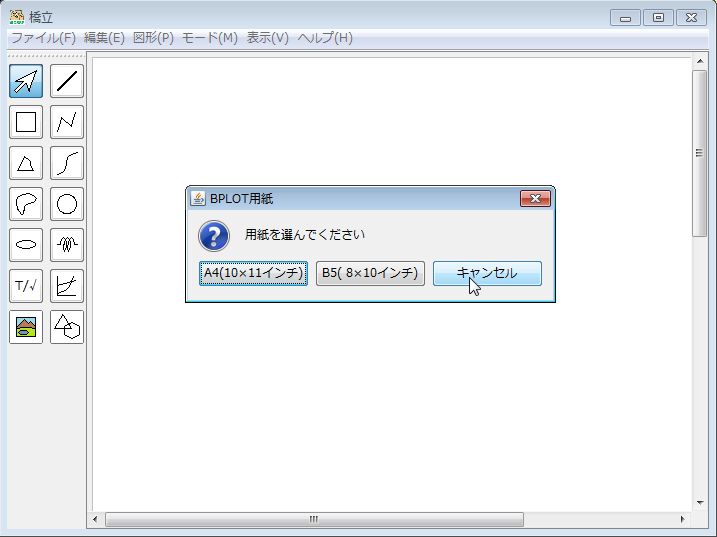 橋立
ファイル(F) 編集(E) 図形(P) モード(M) 表示(V) ヘルプ(H)
BPLOT用紙
用紙を選んでください
A4(10×11インチ) B5( 8×10インチ) キャンセル
T/√